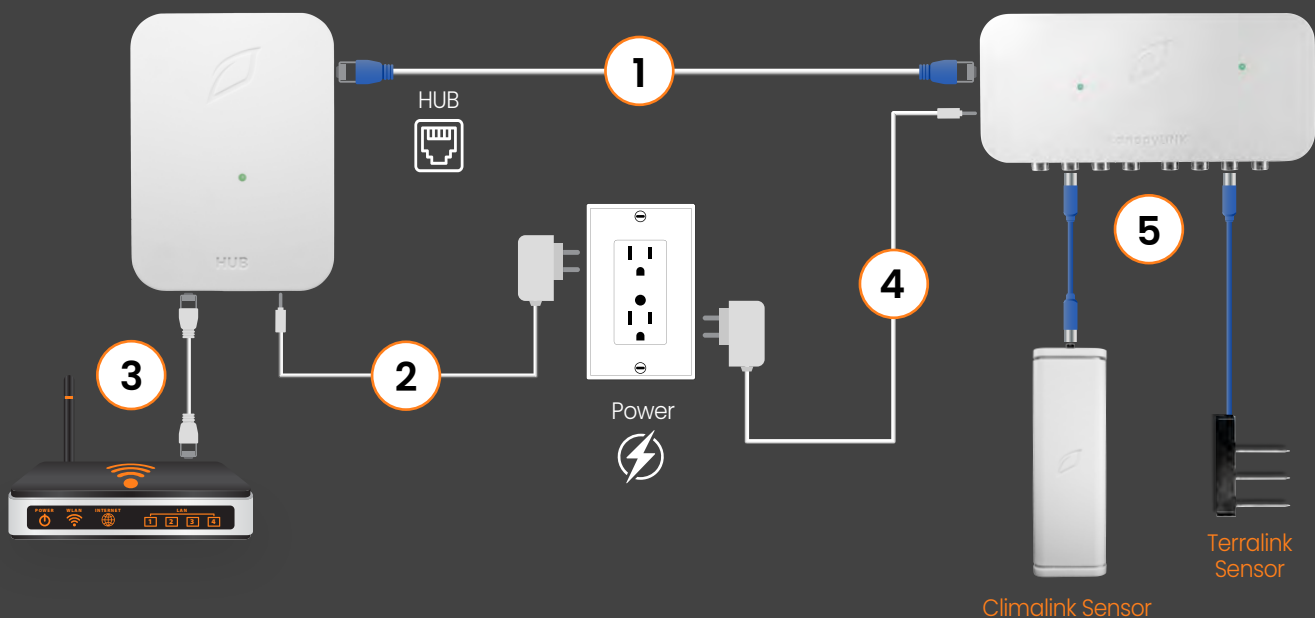 1
HUB
canopyLINK
HUB
5
4
3
2
Power
POWER WLAN INTERNET LAN
1 2 3 4
Terralink
Sensor
Climalink Sensor